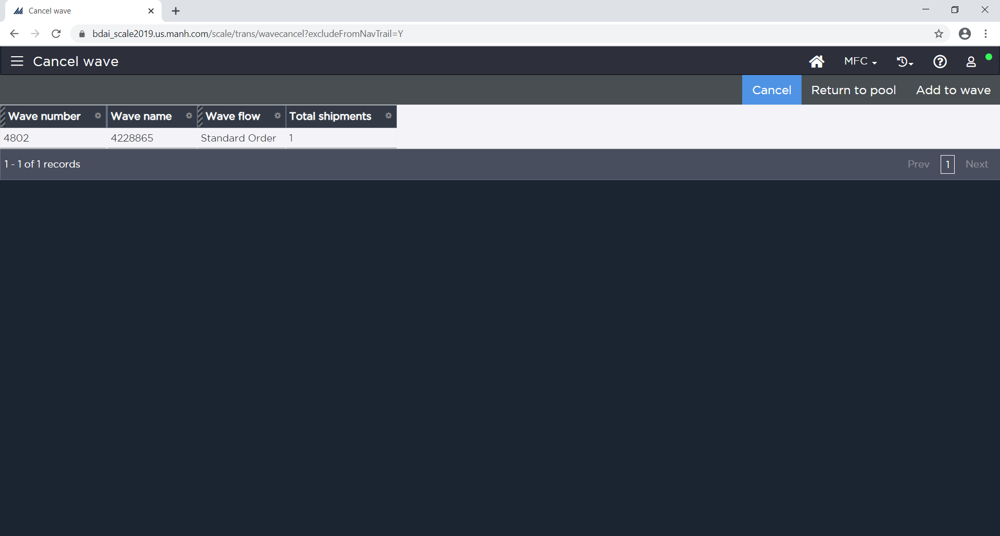 Cancel wave
bdai_scale2019.us.manh.com/scale/trans/wavecancel?excludeFromNavTrail=Y
Cancel wave MFC
Cancel Return to pool Add to wave
Wave number Wave name Wave flow Total shipments
4802 4228865 Standard Order 1
1 - 1 of 1 records Prev 1 Next